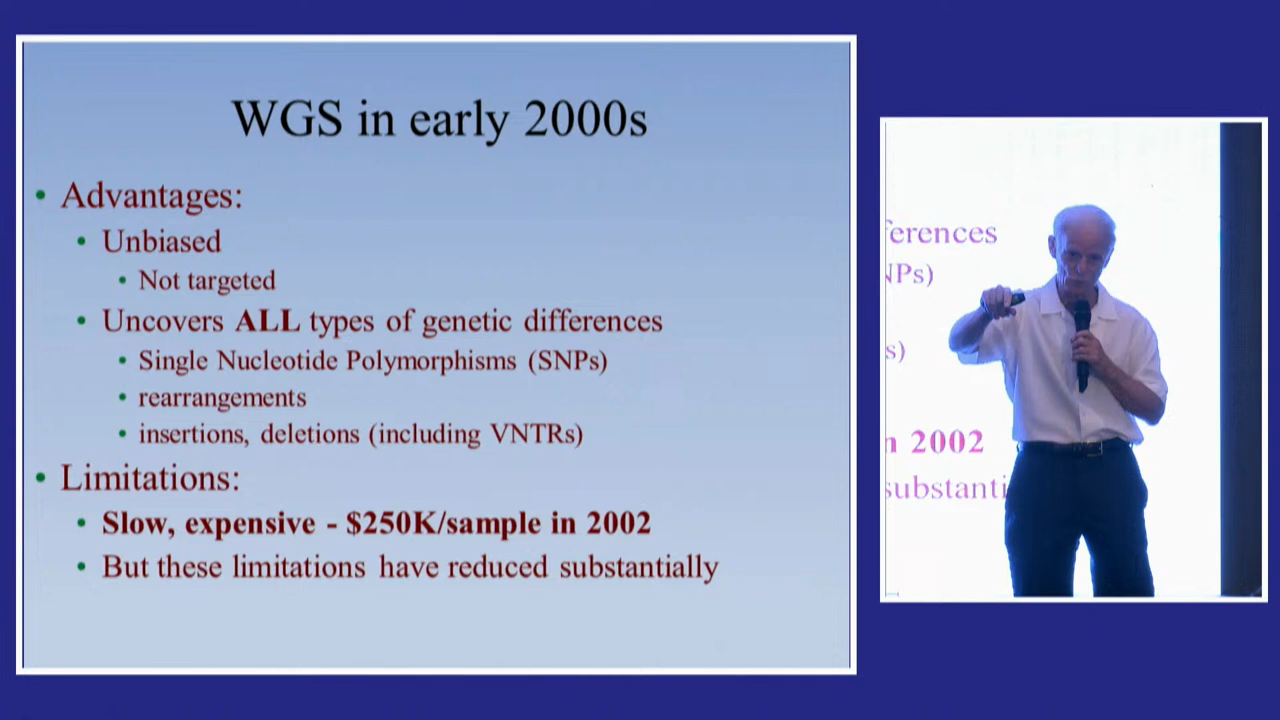 WGS in early 2000s
• Advantages:
• Unbiased
• Not targeted
• Uncovers ALL types of genetic differences
• Single Nucleotide Polymorphisms (SNPs)
• rearrangements
• insertions, deletions (including VNTRs)
• Limitations:
• Slow, expensive - $250K/sample in 2002
• But these limitations have reduced substantially
ferences
NPs)
s)
n 2002
substanti